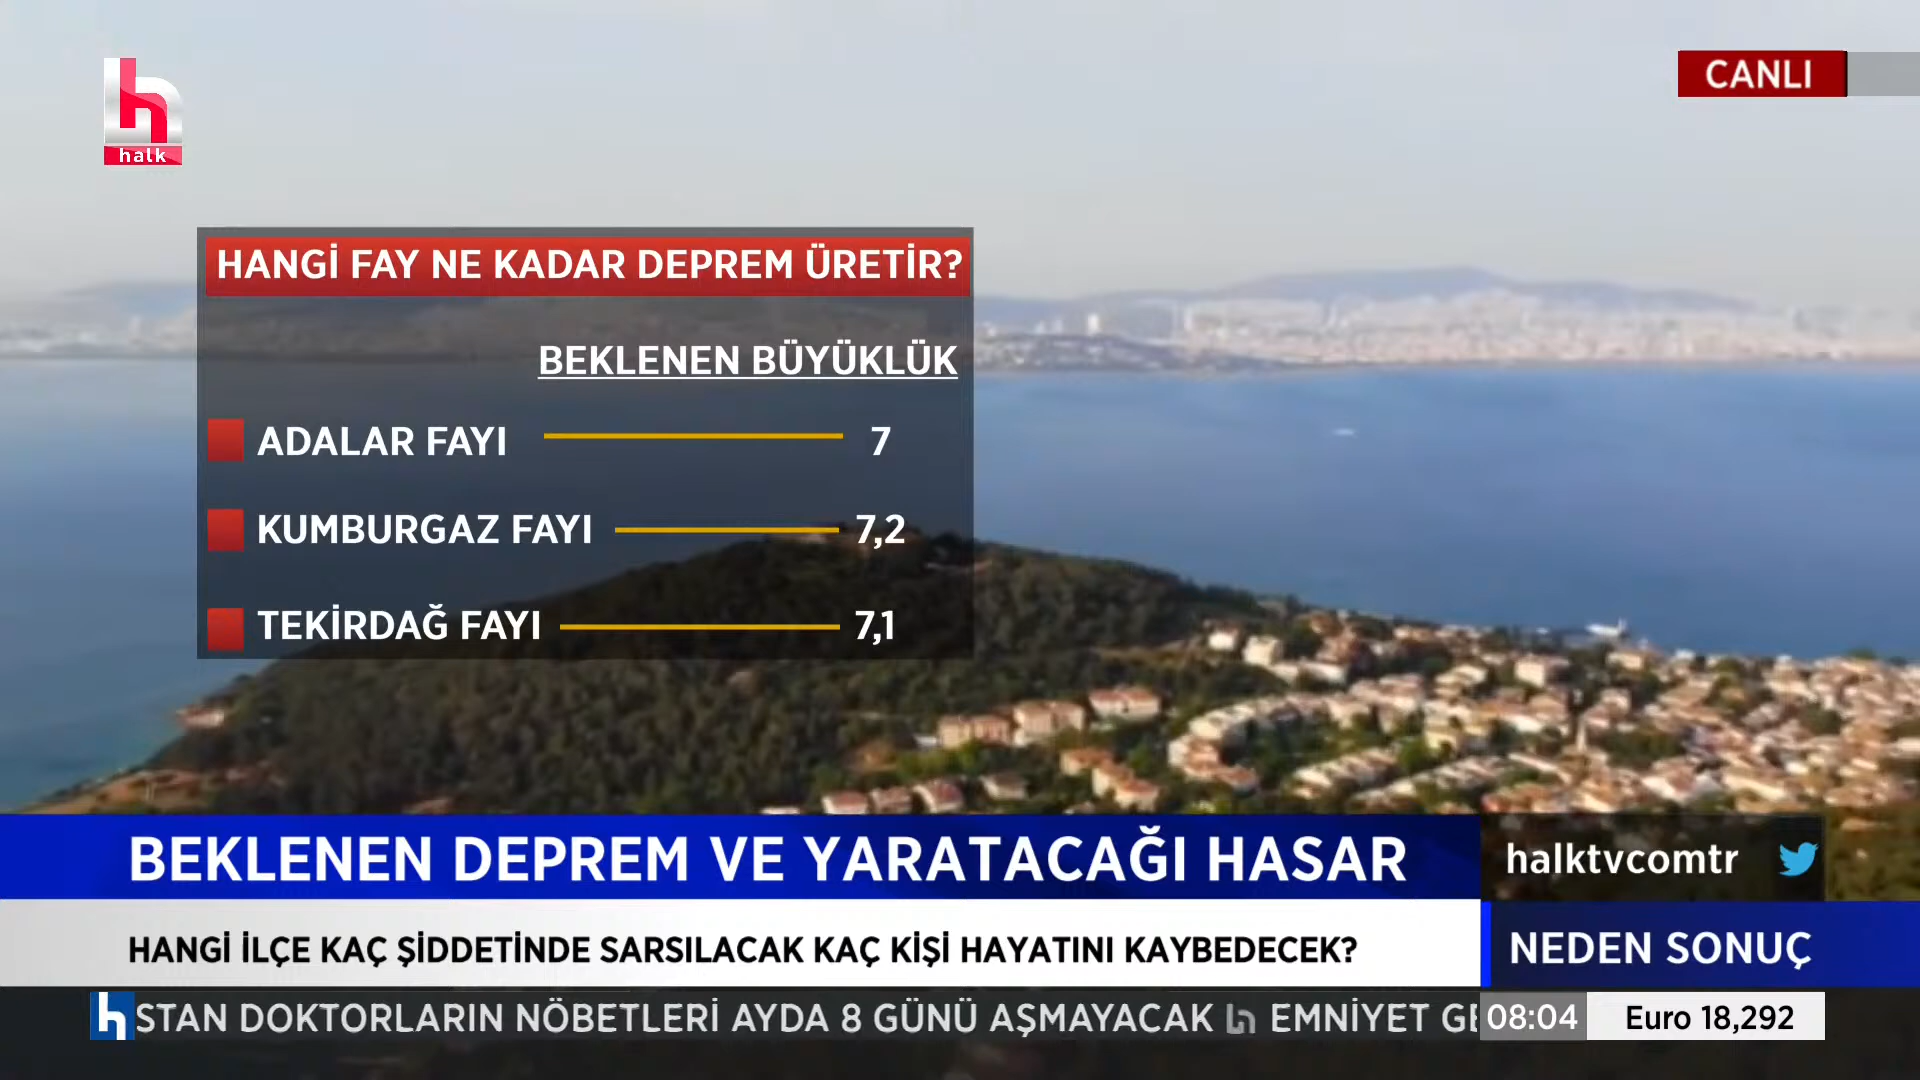 halk
CANLI
HANGİ FAY NE KADAR DEPREM ÜRETİR?
BEKLENEN BÜYÜKLÜK
ADALAR FAYI 7
KUMBURGAZ FAYI 7,2
TEKİRDAĞ FAYI 7,1
BEKLENEN DEPREM VE YARATACAĞI HASAR
halktvcomtr
HANGİ İLÇE KAÇ ŞİDDETİNDE SARSILACAK KAÇ KİŞİ HAYATINI KAYBEDECEK?
NEDEN SONUÇ
STAN DOKTORLARIN NÖBETLERİ AYDA 8 GÜNÜ AŞMAYACAK h EMNİYET GE
08:04
Euro 18,292